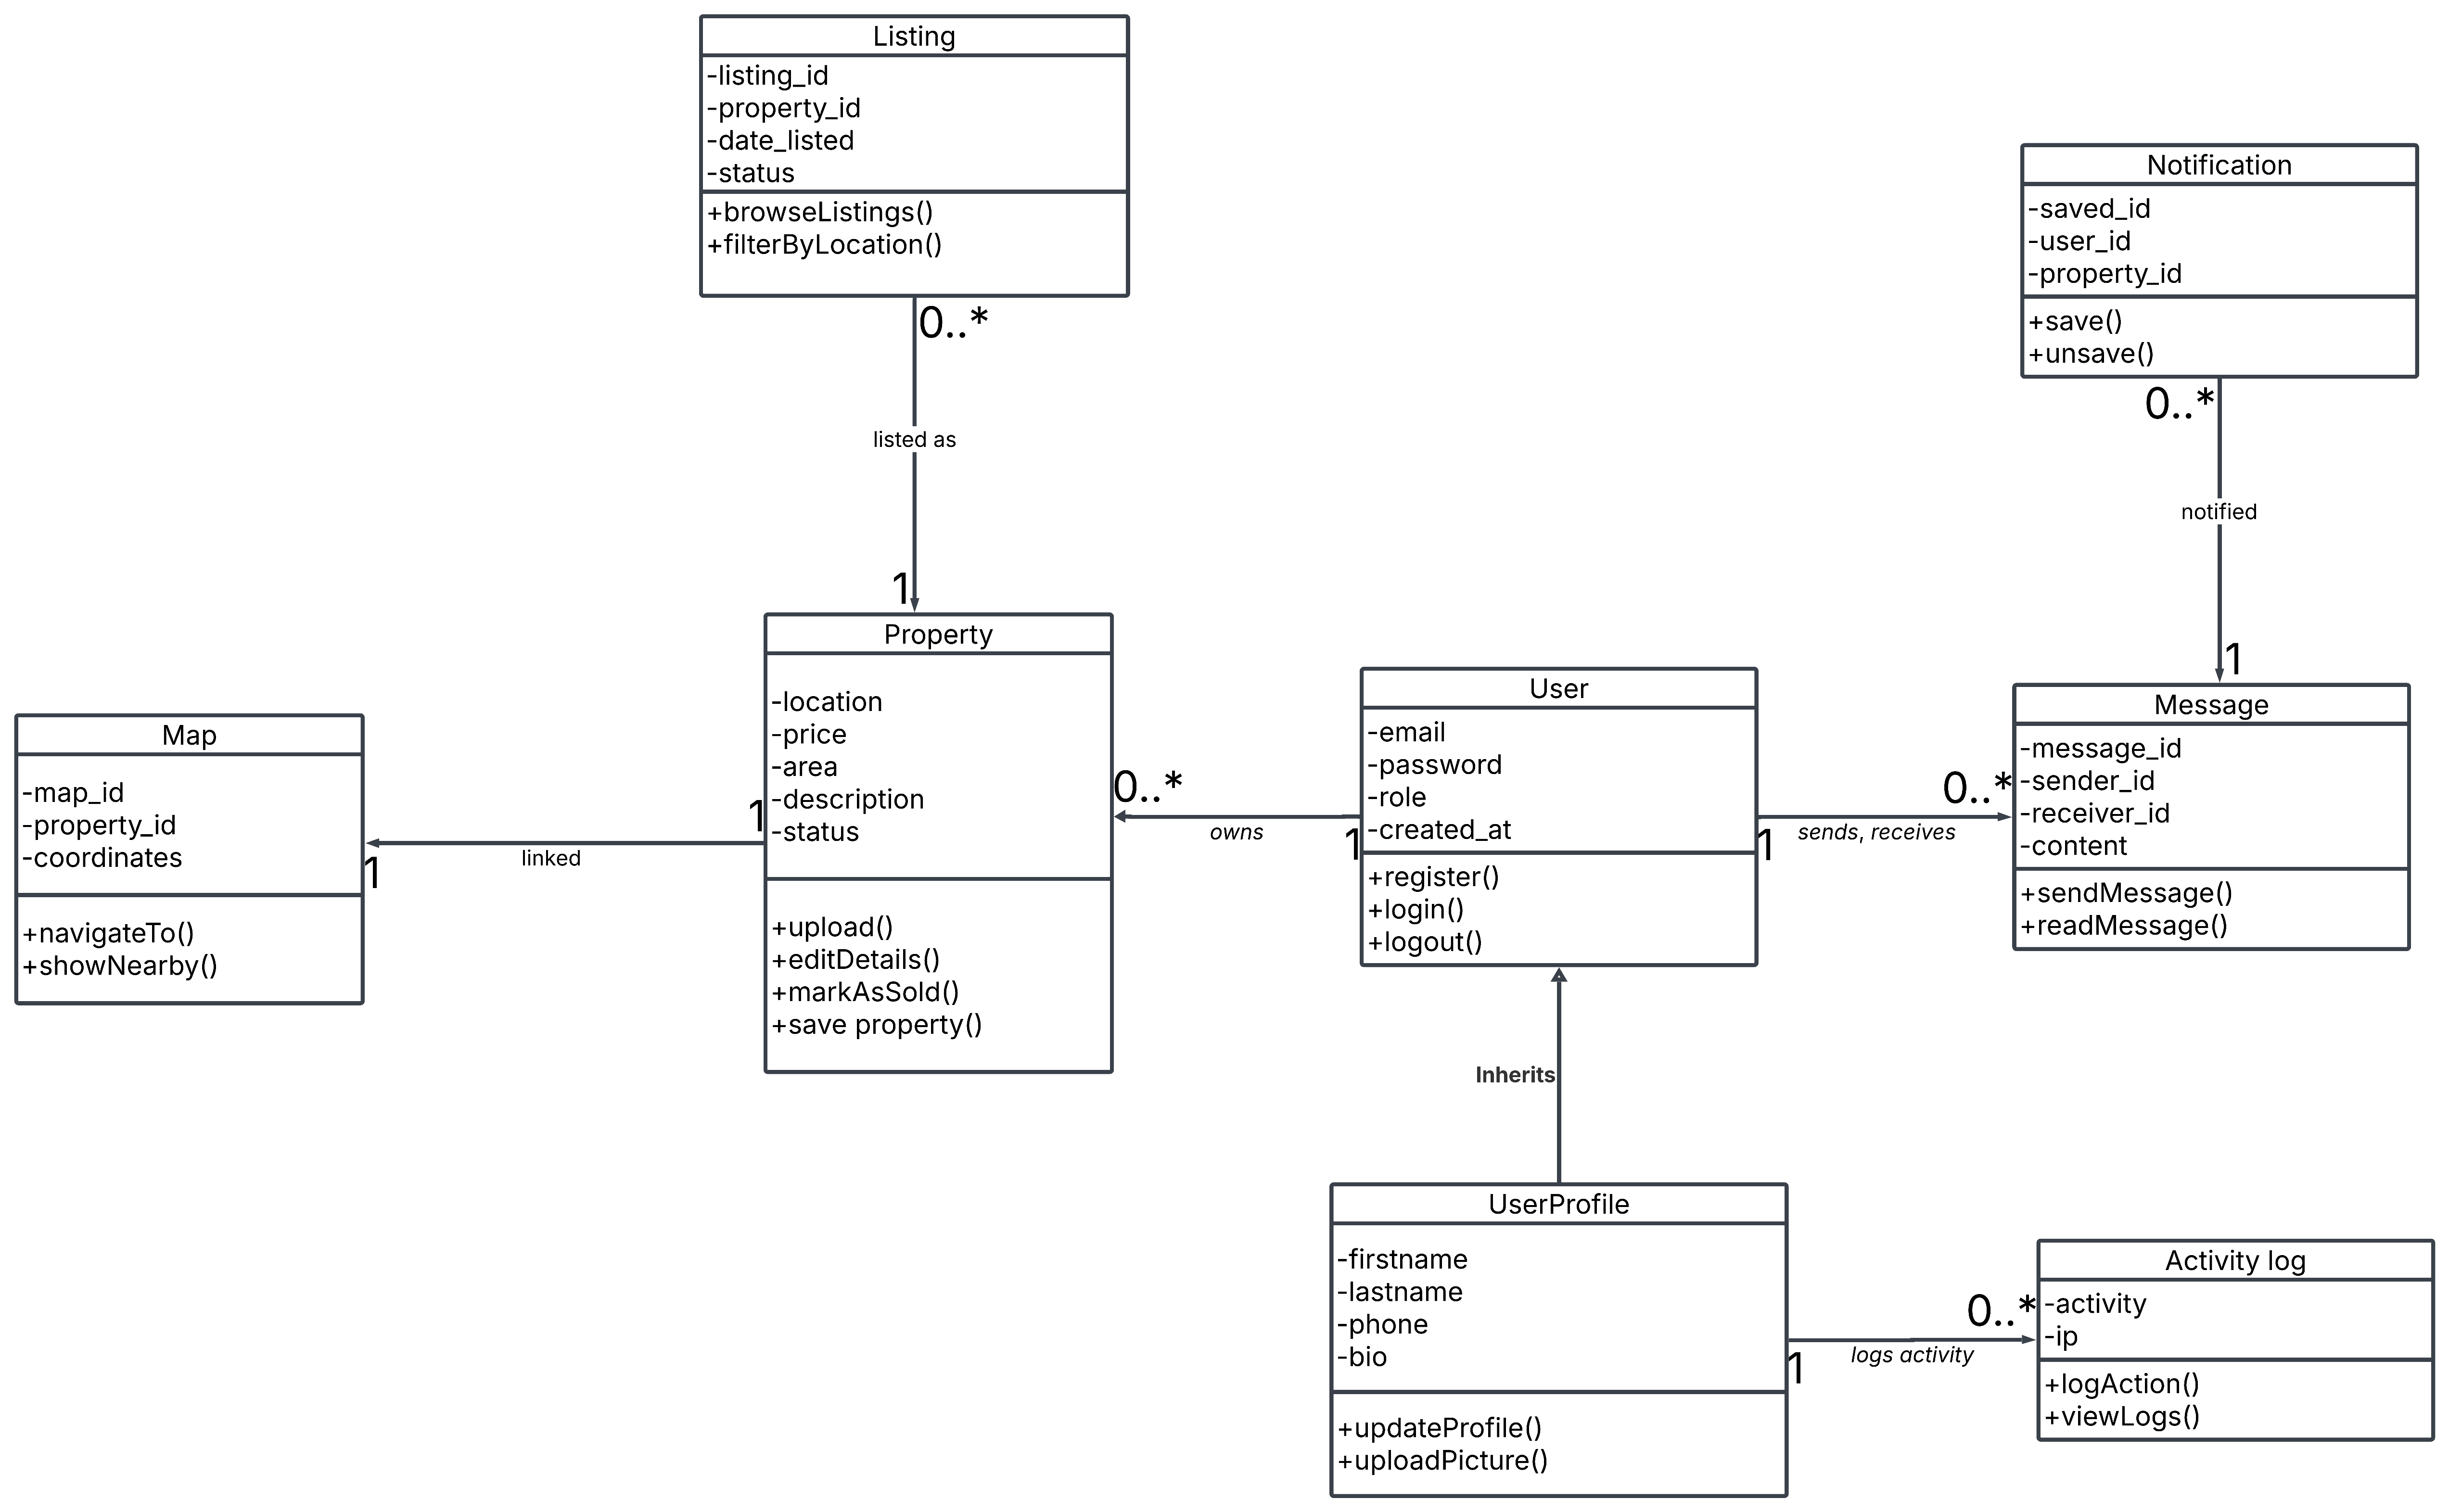 Listing
-listing_id
-property_id
-date_listed
-status
+browseListings()
+filterByLocation()
0..*
listed as
1
Notification
-saved_id
-user_id
-property_id
+save()
+unsave()
0..*
notified
1
Map
-map_id
-property_id
-coordinates
+navigateTo()
+showNearby()
1
linked
1
Property
-location
-price
-area
-description
-status
+upload()
+editDetails()
+markAsSold()
+save property()
0..*
owns
1
User
-email
-password
-role
-created_at
+register()
+login()
+logout()
1
sends, receives
0..*
Message
-message_id
-sender_id
-receiver_id
-content
+sendMessage()
+readMessage()
Inherits
UserProfile
-firstname
-lastname
-phone
-bio
+updateProfile()
+uploadPicture()
1
logs activity
0..*
Activity log
-activity
-ip
+logAction()
+viewLogs()